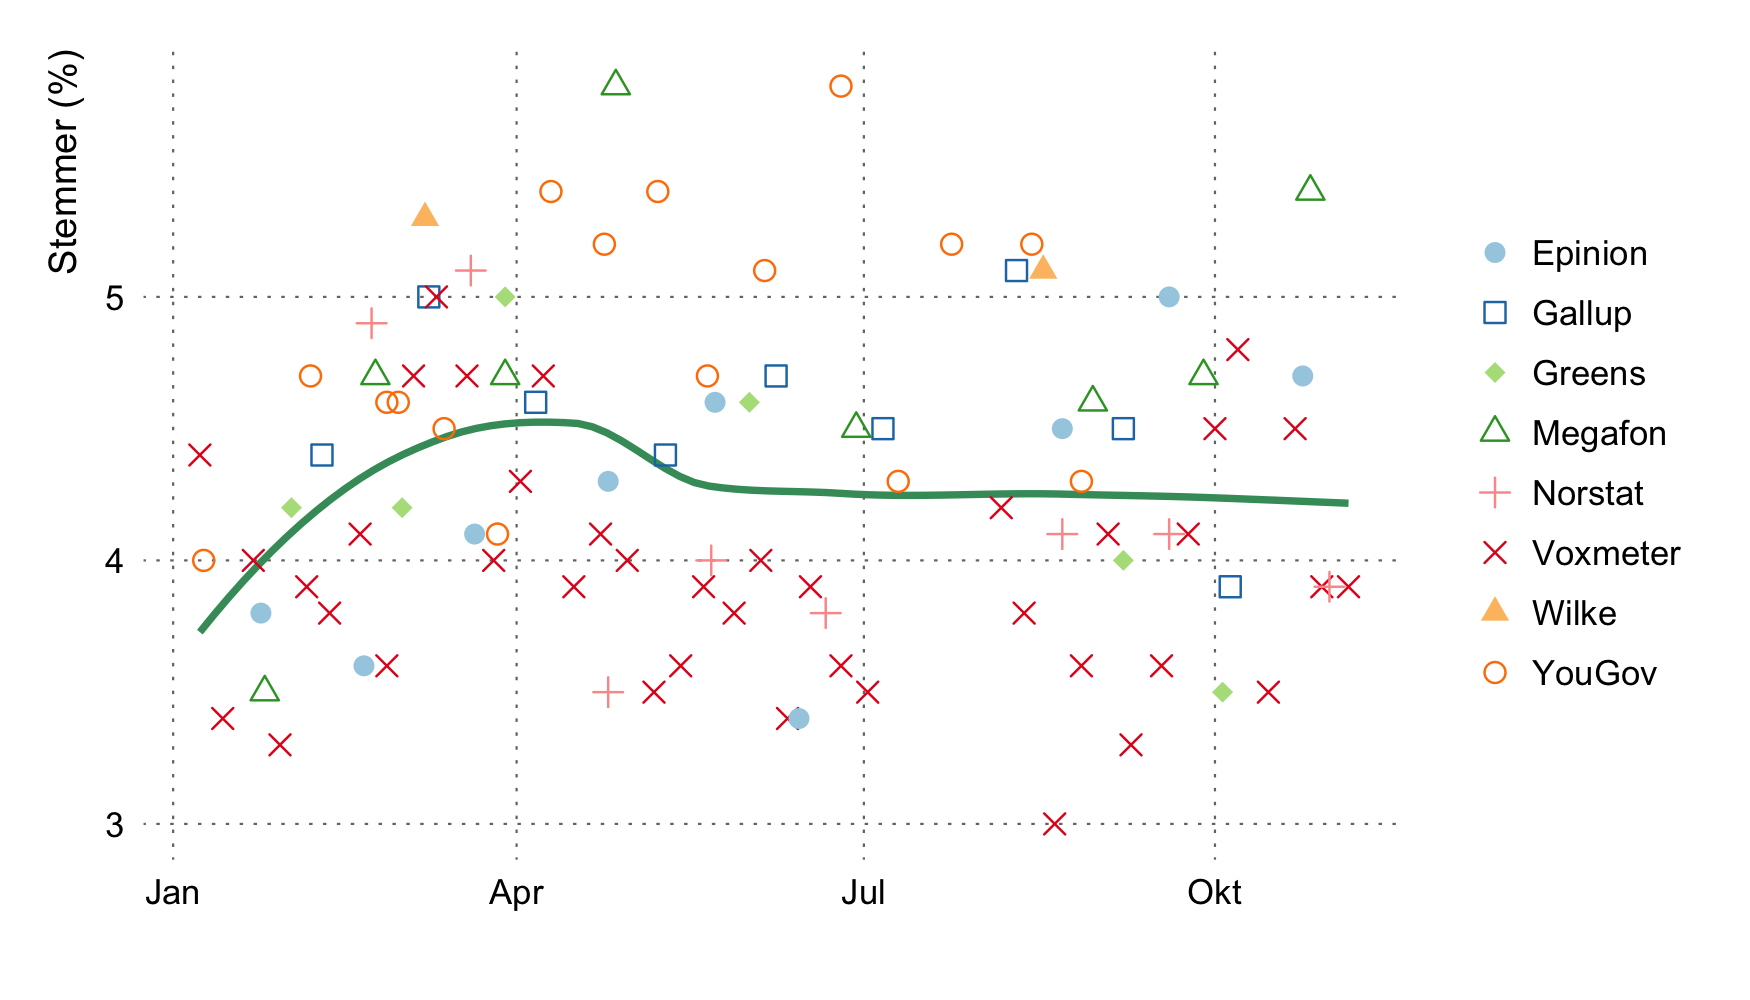 Stemmer (%)
5
4
3
Jan
Apr
Jul
Okt
Epinion
Gallup
Greens
Megafon
Norstat
Voxmeter
Wilke
YouGov